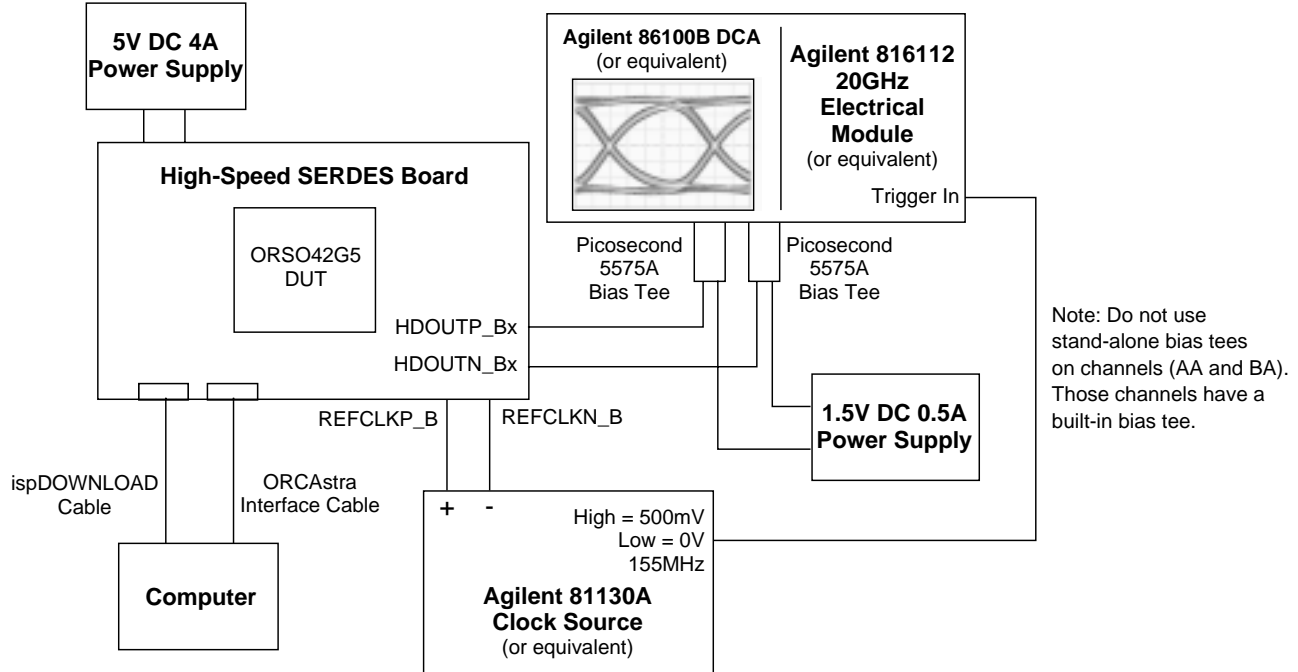 5V DC 4A
Power Supply
Agilent 86100B DCA
(or equivalent)
Agilent 816112
20GHz
Electrical
Module
(or equivalent)
Trigger In
High-Speed SERDES Board
ORSO42G5
DUT
HDOUTP_Bx
HDOUTN_Bx
Picosecond
5575A
Bias Tee
Picosecond
5575A
Bias Tee
Note: Do not use
stand-alone bias tees
on channels (AA and BA).
Those channels have a
built-in bias tee.
1.5V DC 0.5A
Power Supply
REFCLKP_B
REFCLKN_B
ispDOWNLOAD
Cable
ORCAstra
Interface Cable
Computer
+ -
High = 500mV
Low = 0V
155MHz
Agilent 81130A
Clock Source
(or equivalent)